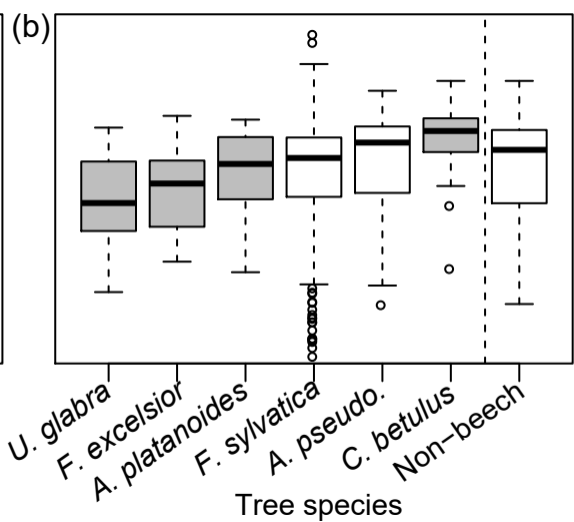 (b)
U. glabra
F. excelsior
A. platanoides
F. sylvatica
A. pseudo.
C. betulus
Non−beech
Tree species